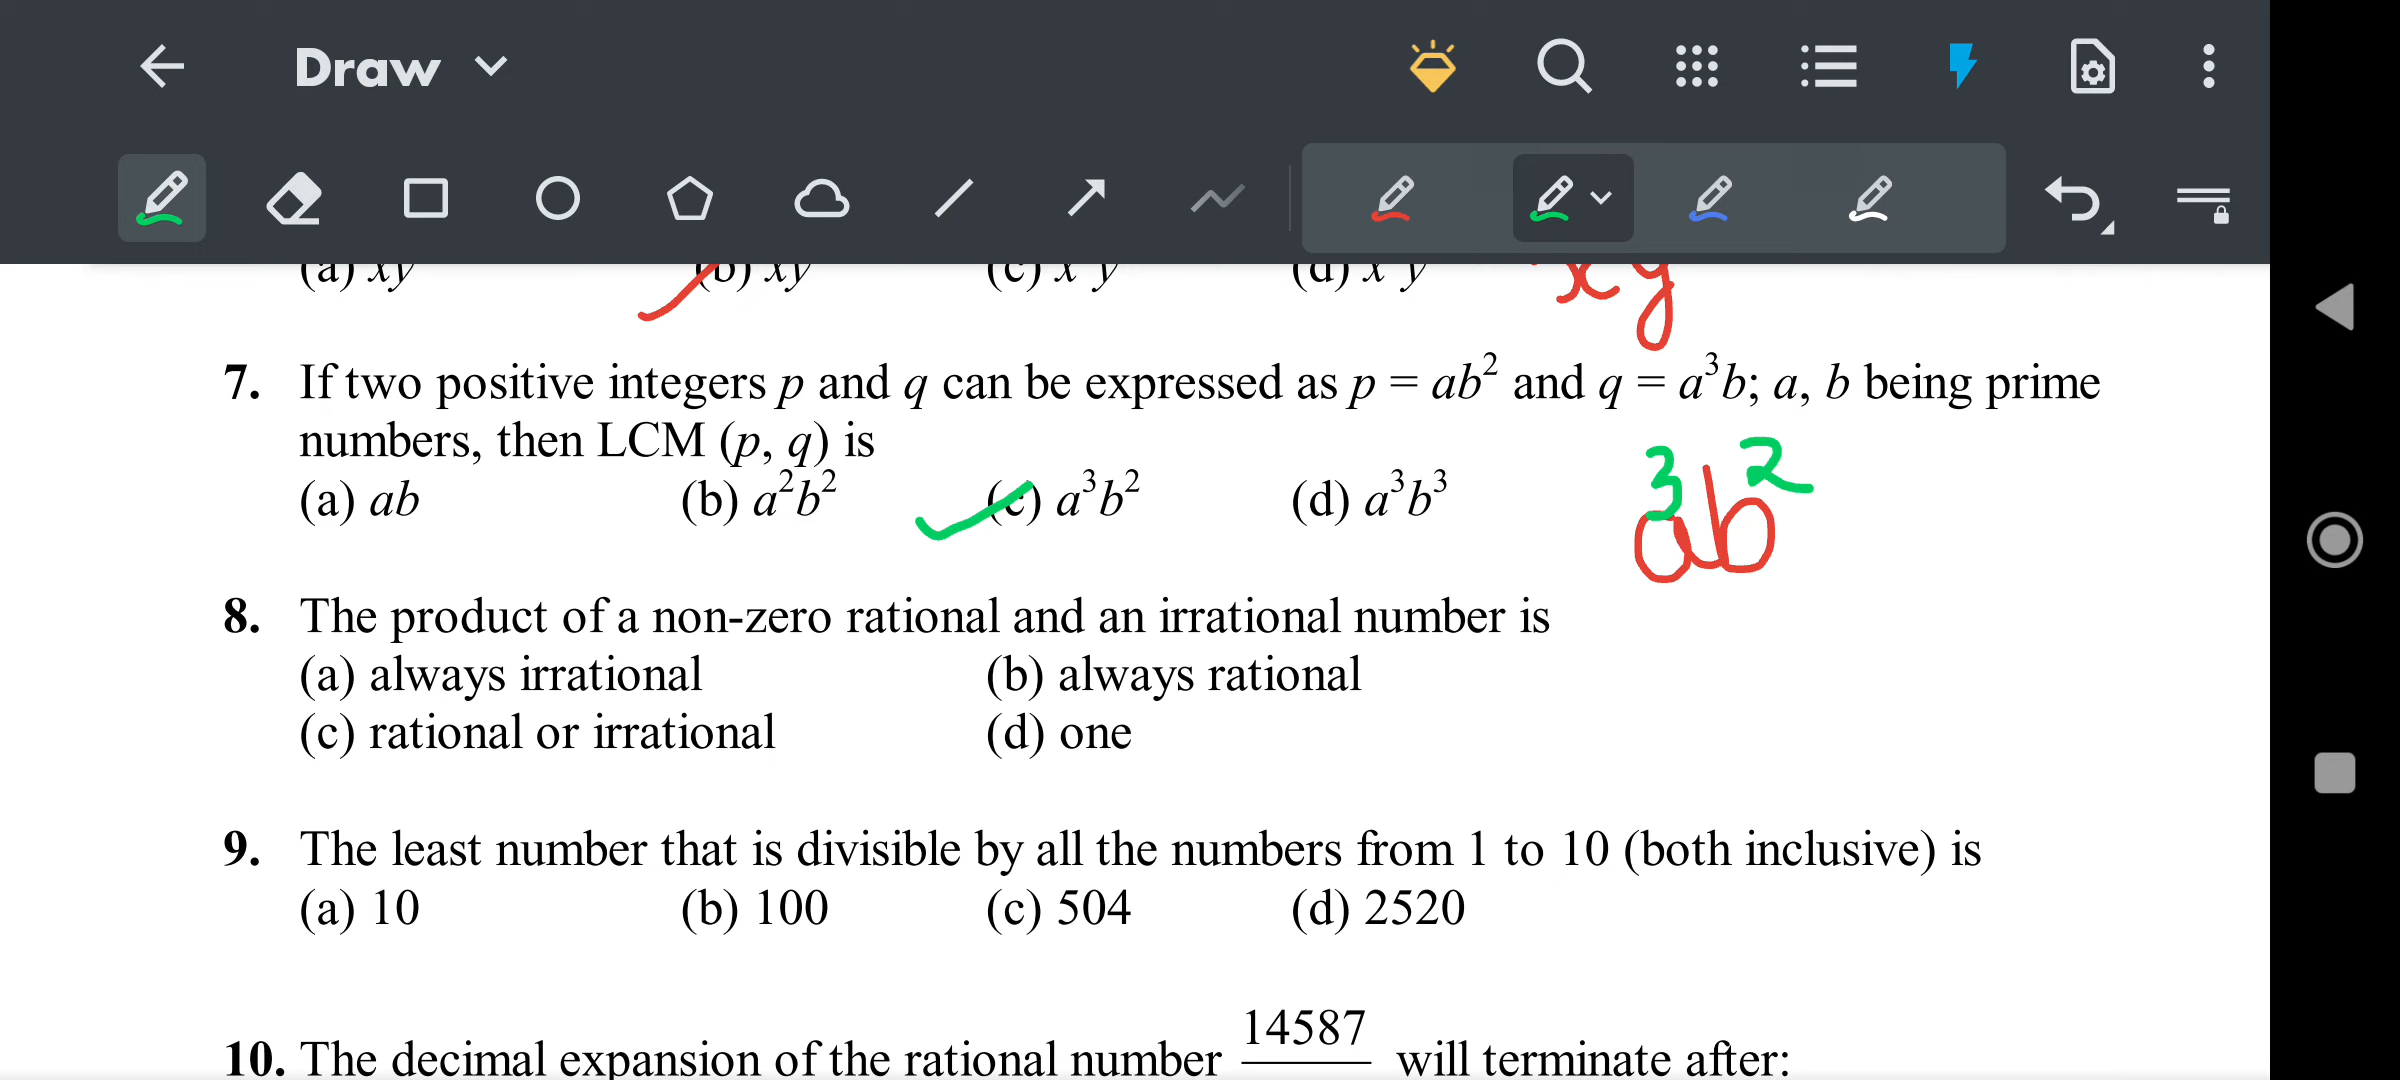 Draw
(a) xy (b) xy (c) x y (d) x y xy
7. If two positive integers p and q can be expressed as p = ab² and q = a³b; a, b being prime
numbers, then LCM (p, q) is
(a) ab (b) a²b² (c) a³b² (d) a³b³ a³b²
8. The product of a non-zero rational and an irrational number is
(a) always irrational (b) always rational
(c) rational or irrational (d) one
9. The least number that is divisible by all the numbers from 1 to 10 (both inclusive) is
(a) 10 (b) 100 (c) 504 (d) 2520
14587
10. The decimal expansion of the rational number will terminate after: